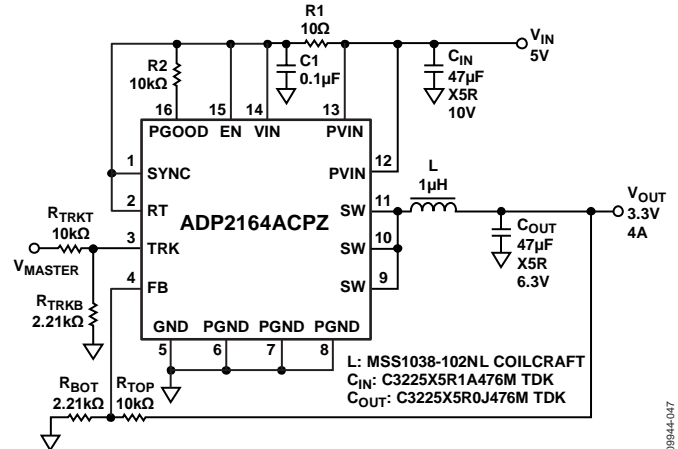 R1
10Ω
VIN
5V
R2
10kΩ
C1
0.1µF
CIN
47µF
X5R
10V
16 15 14 13
PGOOD EN VIN PVIN
1 SYNC
PVIN 12
2 RT
L
1µH
SW 11
VOUT
3.3V
4A
ADP2164ACPZ
RTRKT
10kΩ
3 TRK
SW 10
COUT
47µF
X5R
6.3V
VMASTER
4 FB
SW 9
RTRKB
2.21kΩ
GND PGND PGND PGND
5 6 7 8
L: MSS1038-102NL COILCRAFT
CIN: C3225X5R1A476M TDK
COUT: C3225X5R0J476M TDK
RBOT
2.21kΩ
RTOP
10kΩ
09944-047